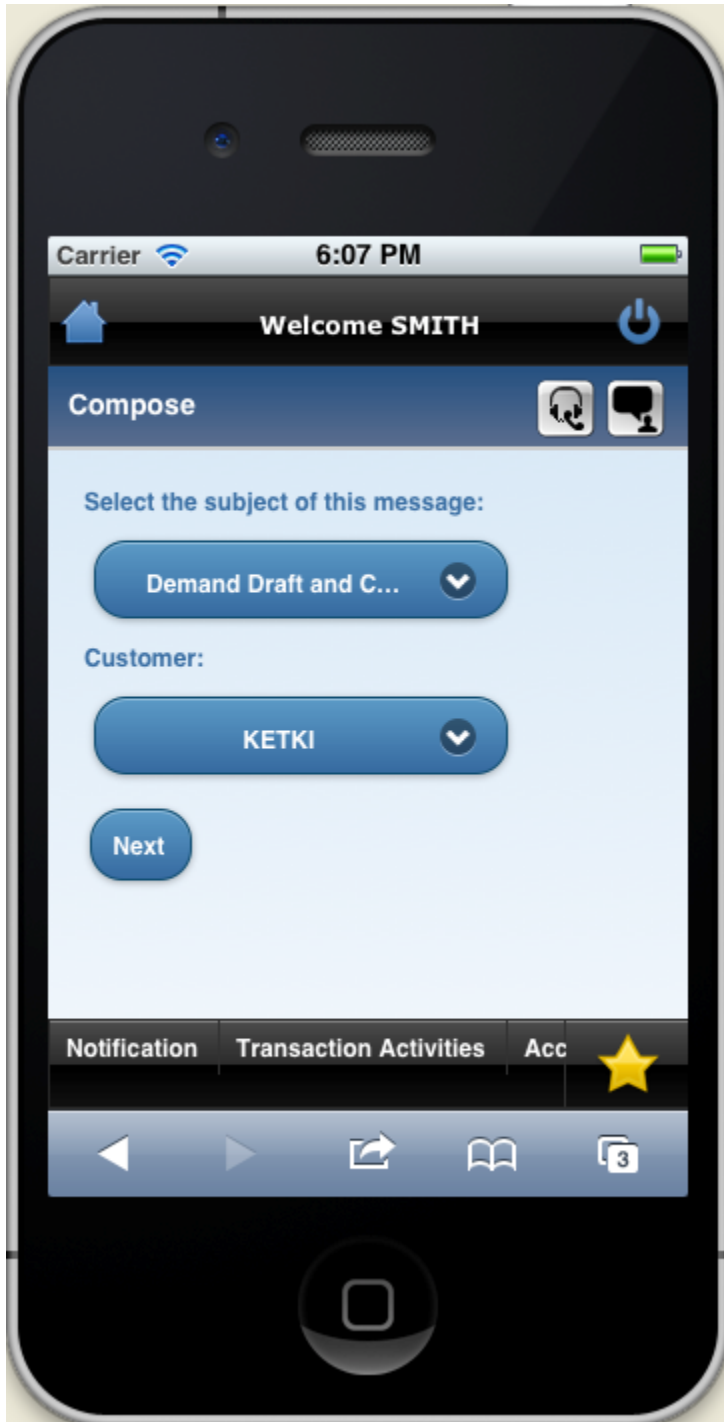 Carrier 6:07 PM
Welcome SMITH
Compose
Select the subject of this message:
Demand Draft and C...
Customer:
KETKI
Next
Notification Transaction Activities Acc
3